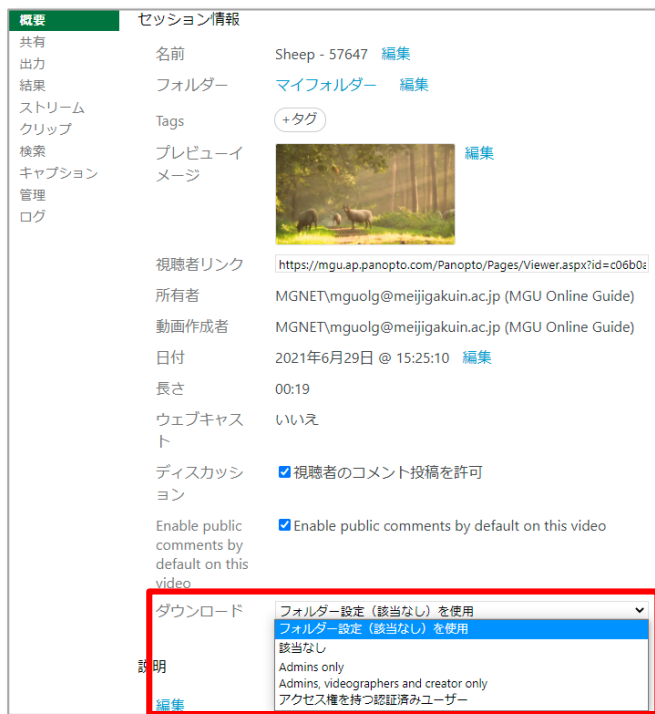 概要
共有
出力
結果
ストリーム
クリップ
検索
キャプション
管理
ログ
セッション情報
名前 Sheep - 57647 編集
フォルダー マイフォルダー 編集
Tags +タグ
プレビューイ
メージ
編集
視聴者リンク https://mgu.ap.panopto.com/Panopto/Pages/Viewer.aspx?id=c06b0a
所有者 MGNET\mguolg@meijigakuin.ac.jp (MGU Online Guide)
動画作成者 MGNET\mguolg@meijigakuin.ac.jp (MGU Online Guide)
日付 2021年6月29日 @ 15:25:10 編集
長さ 00:19
ウェブキャス
ト
いいえ
ディスカッシ
ョン
視聴者のコメント投稿を許可
Enable public
comments by
default on this
video
Enable public comments by default on this video
ダウンロード フォルダー設定（該当なし）を使用
フォルダー設定（該当なし）を使用
該当なし
Admins only
Admins, videographers and creator only
アクセス権を持つ認証済みユーザー
説明
編集